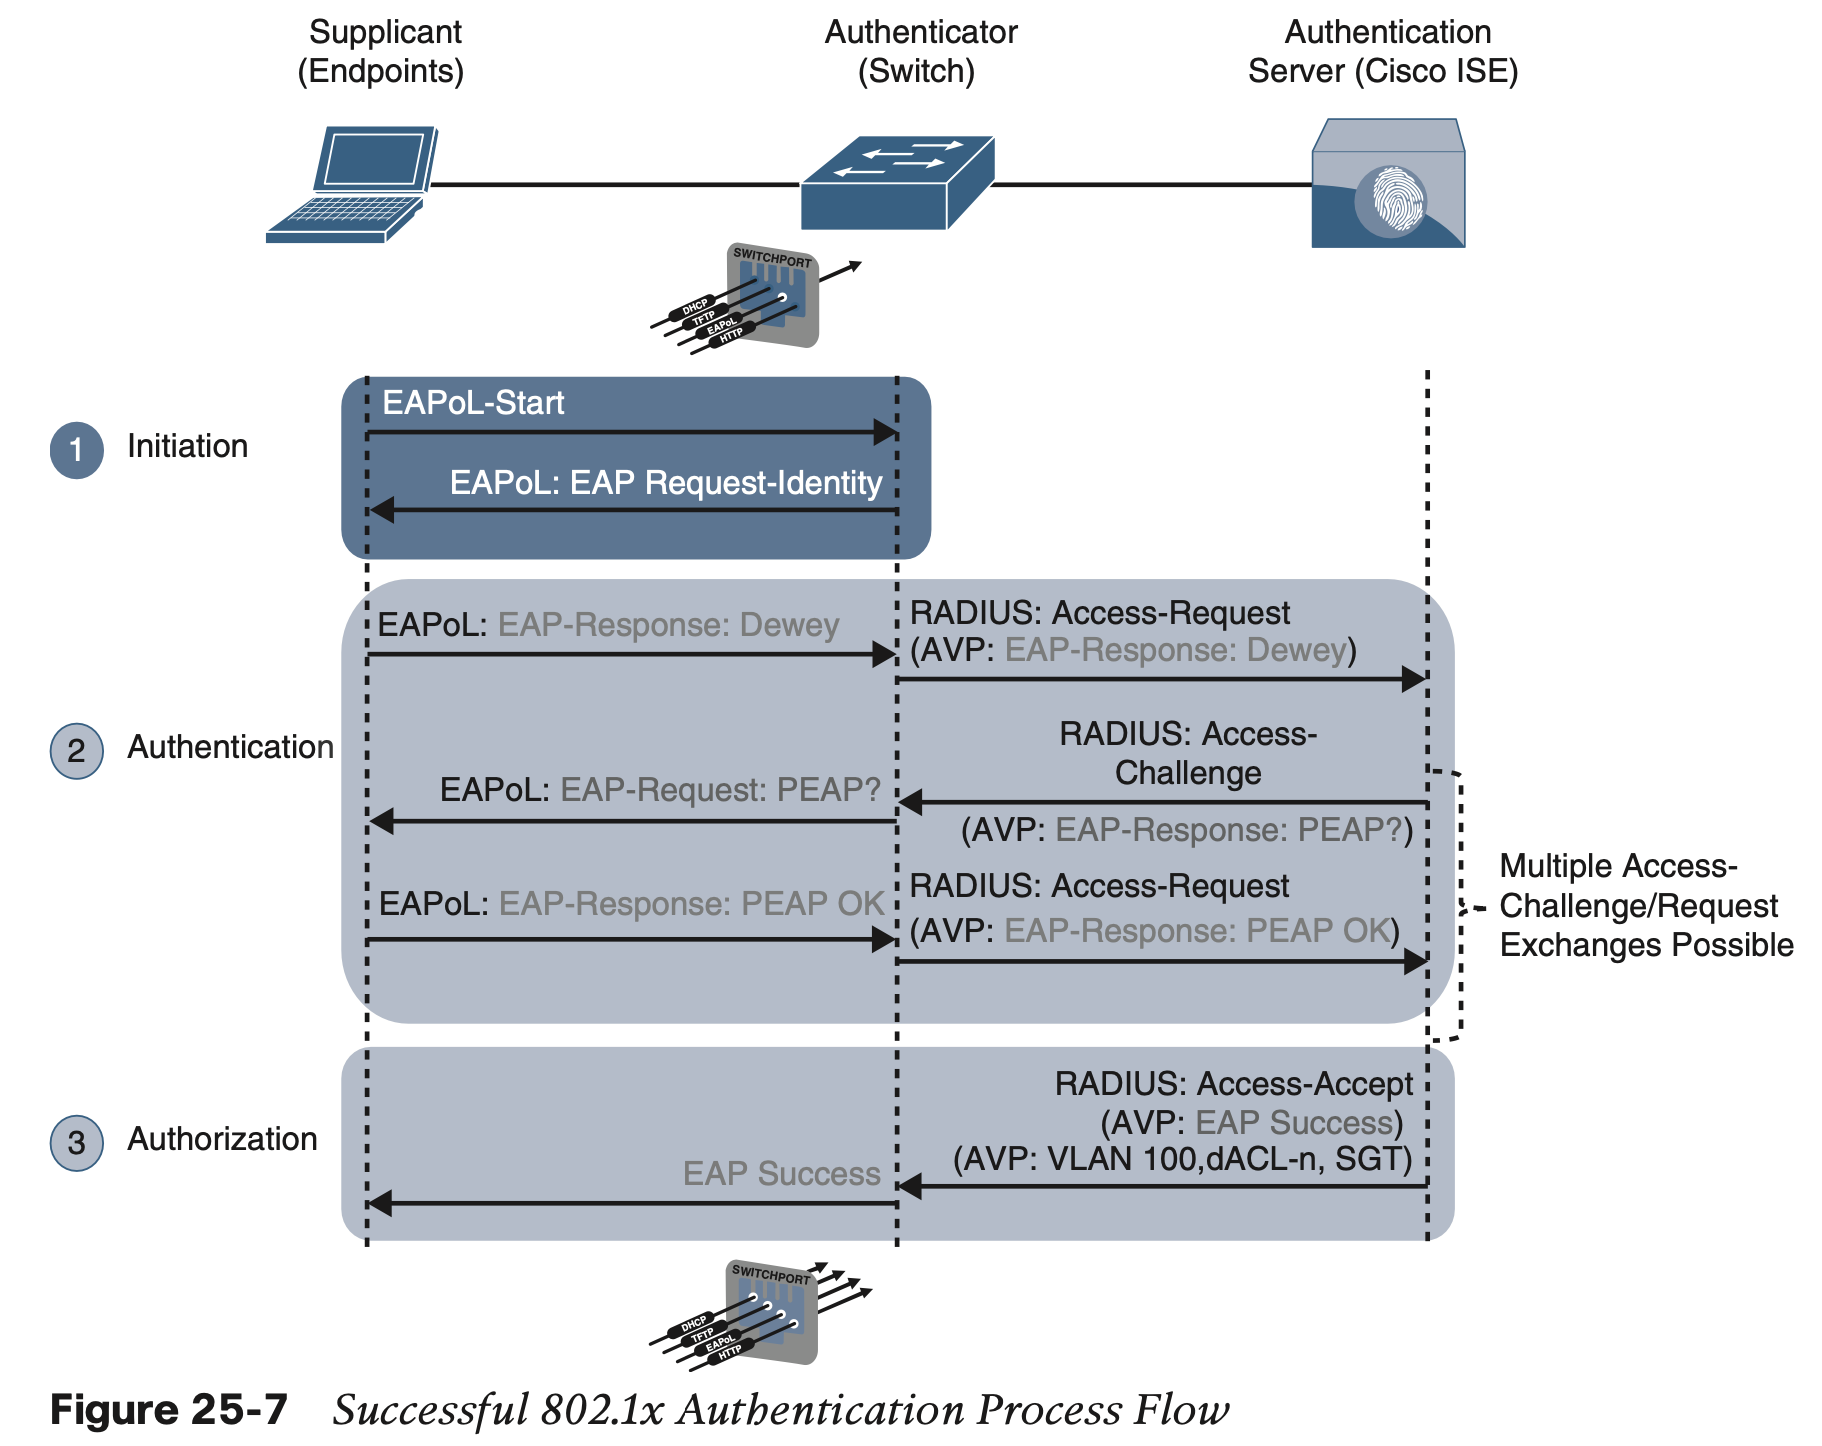 Supplicant
(Endpoints)
Authenticator
(Switch)
Authentication
Server (Cisco ISE)
SWITCHPORT
DHCP
TFTP
EAPoL
HTTP
1
Initiation
EAPoL-Start
EAPoL: EAP Request-Identity
2
Authentication
EAPoL: EAP-Response: Dewey
RADIUS: Access-Request
(AVP: EAP-Response: Dewey)
RADIUS: Access-
Challenge
EAPoL: EAP-Request: PEAP?
(AVP: EAP-Response: PEAP?)
EAPoL: EAP-Response: PEAP OK
RADIUS: Access-Request
(AVP: EAP-Response: PEAP OK)
Multiple Access-
Challenge/Request
Exchanges Possible
3
Authorization
RADIUS: Access-Accept
(AVP: EAP Success)
(AVP: VLAN 100,dACL-n, SGT)
EAP Success
SWITCHPORT
DHCP
TFTP
EAPoL
HTTP
Figure 25-7 Successful 802.1x Authentication Process Flow